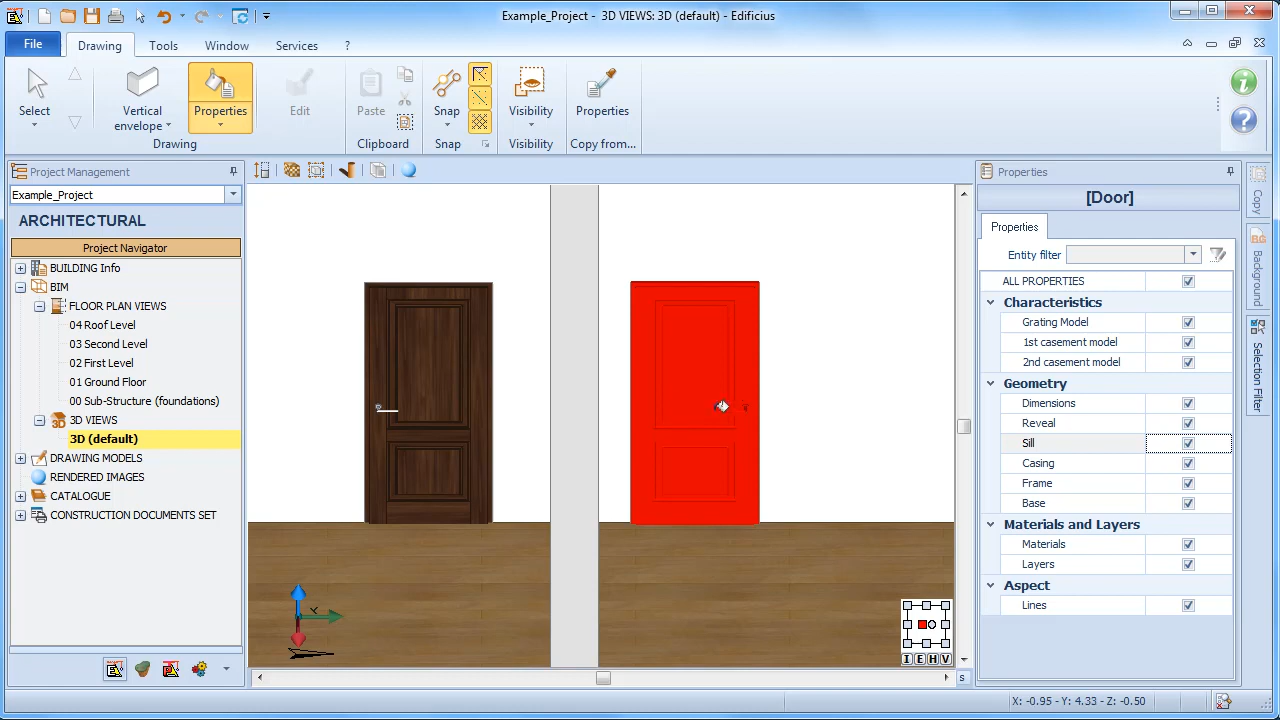 Example_Project - 3D VIEWS: 3D (default) - Edificius
File
Drawing
Tools
Window
Services
?
Select
Vertical
envelope
Properties
Edit
Paste
Snap
Visibility
Properties
Drawing
Clipboard
Snap
Visibility
Copy from...
Project Management
Example_Project
ARCHITECTURAL
Project Navigator
BUILDING Info
BIM
FLOOR PLAN VIEWS
04 Roof Level
03 Second Level
02 First Level
01 Ground Floor
00 Sub-Structure (foundations)
3D VIEWS
3D (default)
DRAWING MODELS
RENDERED IMAGES
CATALOGUE
CONSTRUCTION DOCUMENTS SET
I E H V
S
Properties
[Door]
Properties
Entity filter
ALL PROPERTIES
Characteristics
Grating Model
1st casement model
2nd casement model
Geometry
Dimensions
Reveal
Sill
Casing
Frame
Base
Materials and Layers
Materials
Layers
Aspect
Lines
Copy
BG
Background
Selection Filter
X: -0.95 - Y: 4.33 - Z: -0.50